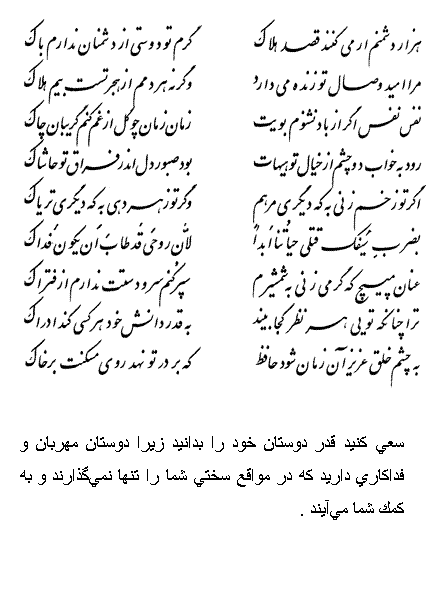 هزار دشمنم ار می کنند قصد هلاک گرم تو دوستی از دشمنان ندارم باک
مرا امید وصال تو زنده می دارد وگرنه هر دمم از هجر تست بیم هلاک
نفس نفس اگر از باد نشنوم بویت زمان زمان چو گل از غم کنم گریبان چاک
رود به خواب دو چشم از خیال تو هیهات بود صبور دل اندر فراق تو حاشاک
اگر تو زخم زنی به که دیگری مرهم وگر تو زهر دهی به که دیگری تریاک
بضربِ سَیفک قتلی حیاتُنا اَبداً لانّ روحی قُد طابَ اَن یکونَ فداک
عنان مپیچ که گر می زنی به شمشیرم سپر کنم سر و دستت ندارم از فتراک
ترا چنانکه تویی هر نظر کجا بیند به قدر دانش خود هر کسی کند ادراک
به چشم خلق عزیز آن زمان شود حافظ که بر در تو نهد روی مسکنت بر خاک
سعي كنيد قدر دوستان خود را بدانيد زيرا دوستان مهربان و
فداكاري داريد كه در مواقع سختي شما را تنها نمي‌گذارند و به
كمك شما مي‌آيند .